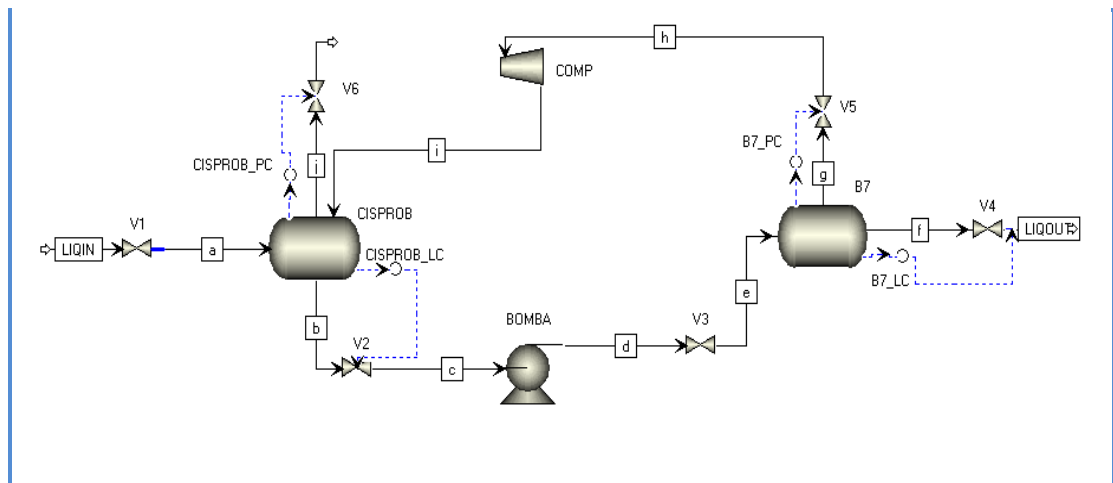 h
COMP
V6
V5
B7_PC
CISPROB_PC
j
i
g
B7
V1
CISPROB
V4
LIQIN
a
CISPROB_LC
f
LIQOUT
B7_LC
b
e
V2
BOMBA
V3
c
d